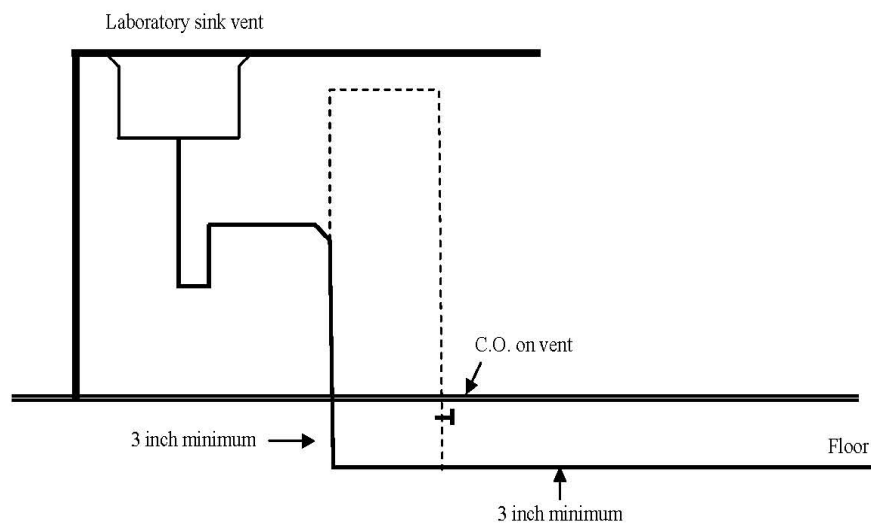 Laboratory sink vent
C.O. on vent
3 inch minimum
Floor
3 inch minimum